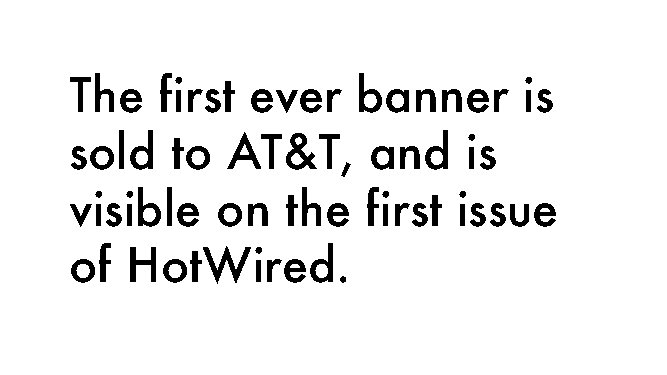 The first ever banner is
sold to AT&T, and is
visible on the first issue
of HotWired.